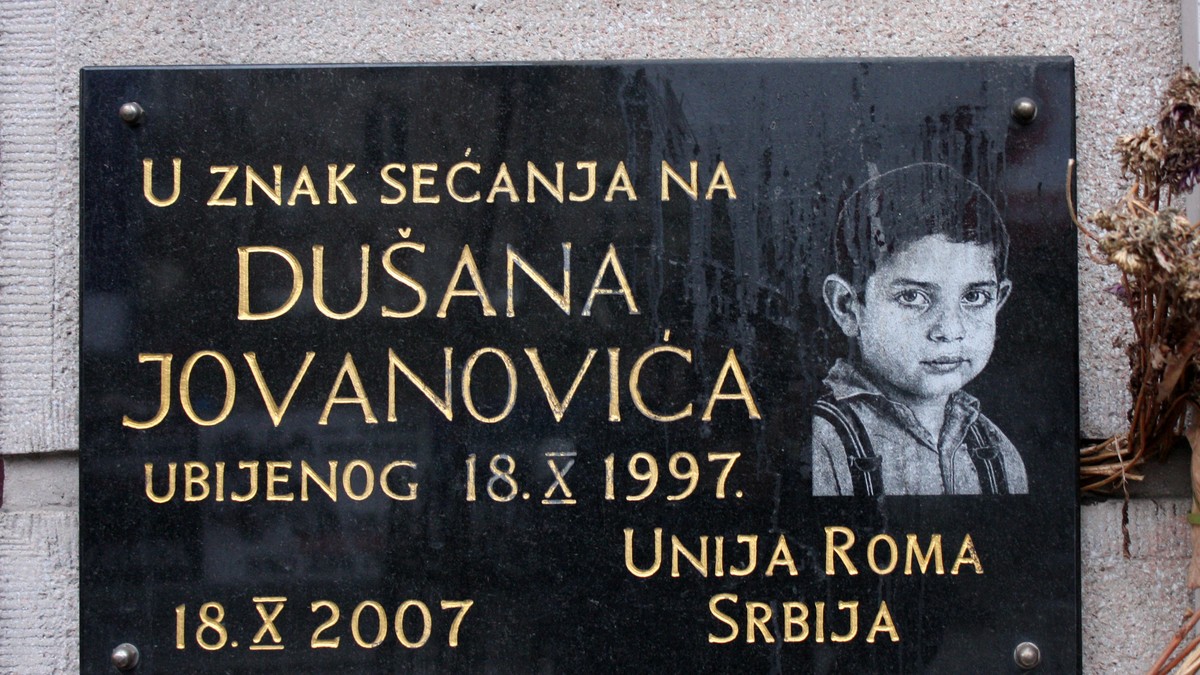 U ZNAK SEĆANJA NA
DUŠANA
JOVANOVIĆA
UBIJENOG 18. X 1997.
UNIJA ROMA
SRBIJA
18. X 2007